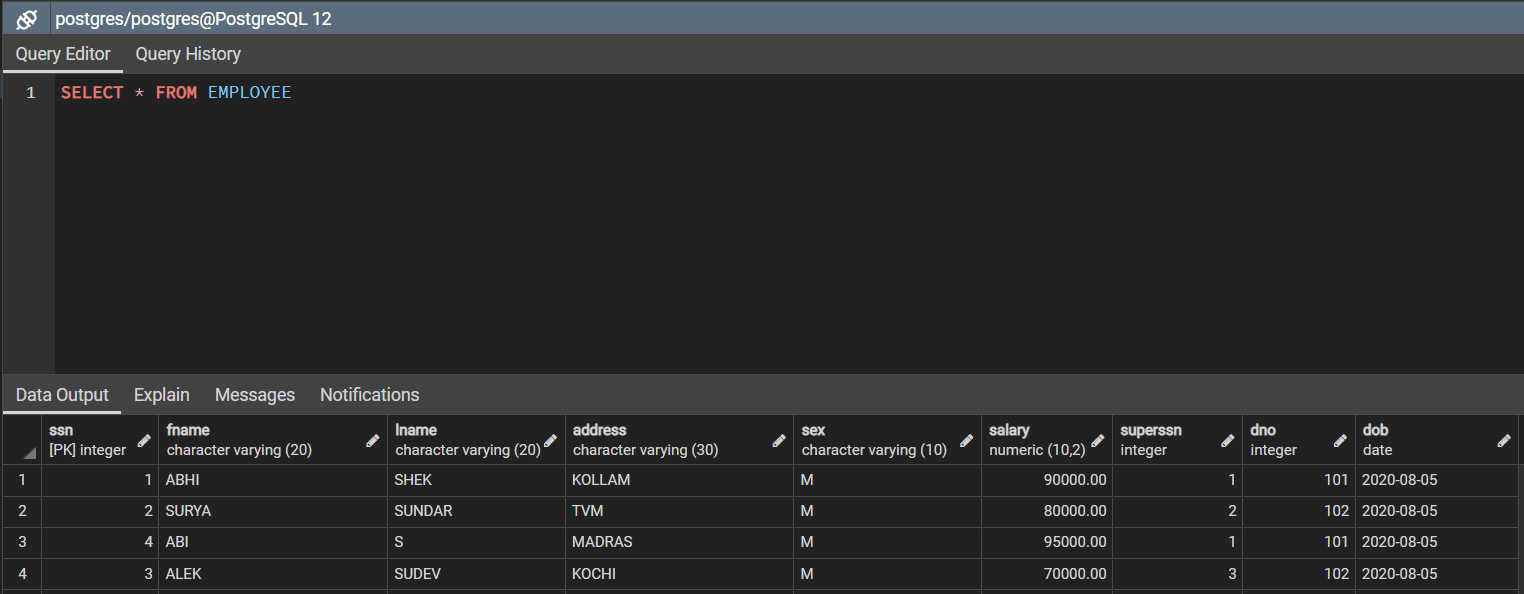 postgres/postgres@PostgreSQL 12
Query Editor Query History
1 SELECT * FROM EMPLOYEE
Data Output Explain Messages Notifications
ssn fname lname address sex salary superssn dno dob
[PK] integer character varying (20) character varying (20) character varying (30) character varying (10) numeric (10,2) integer integer date
1 1 ABHI SHEK KOLLAM M 90000.00 1 101 2020-08-05
2 2 SURYA SUNDAR TVM M 80000.00 2 102 2020-08-05
3 4 ABI S MADRAS M 95000.00 1 101 2020-08-05
4 3 ALEK SUDEV KOCHI M 70000.00 3 102 2020-08-05